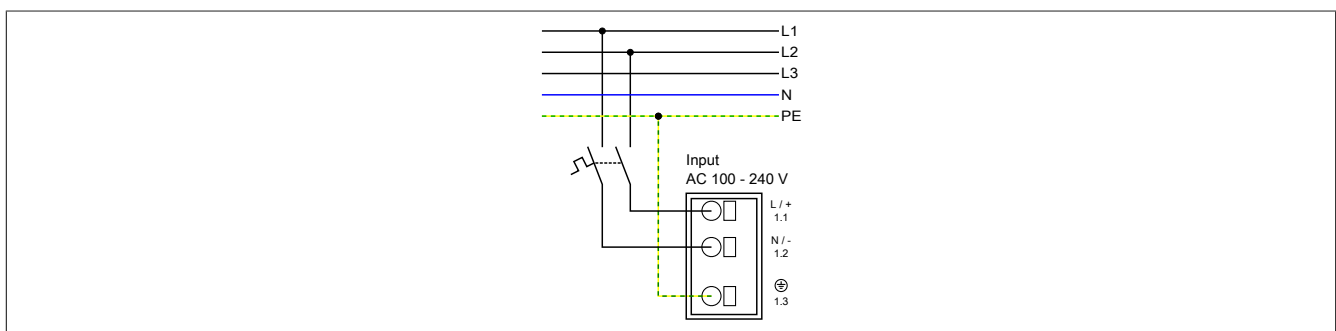 L1
L2
L3
N
PE
Input
AC 100 - 240 V
L / +
1.1
N / -
1.2
1.3